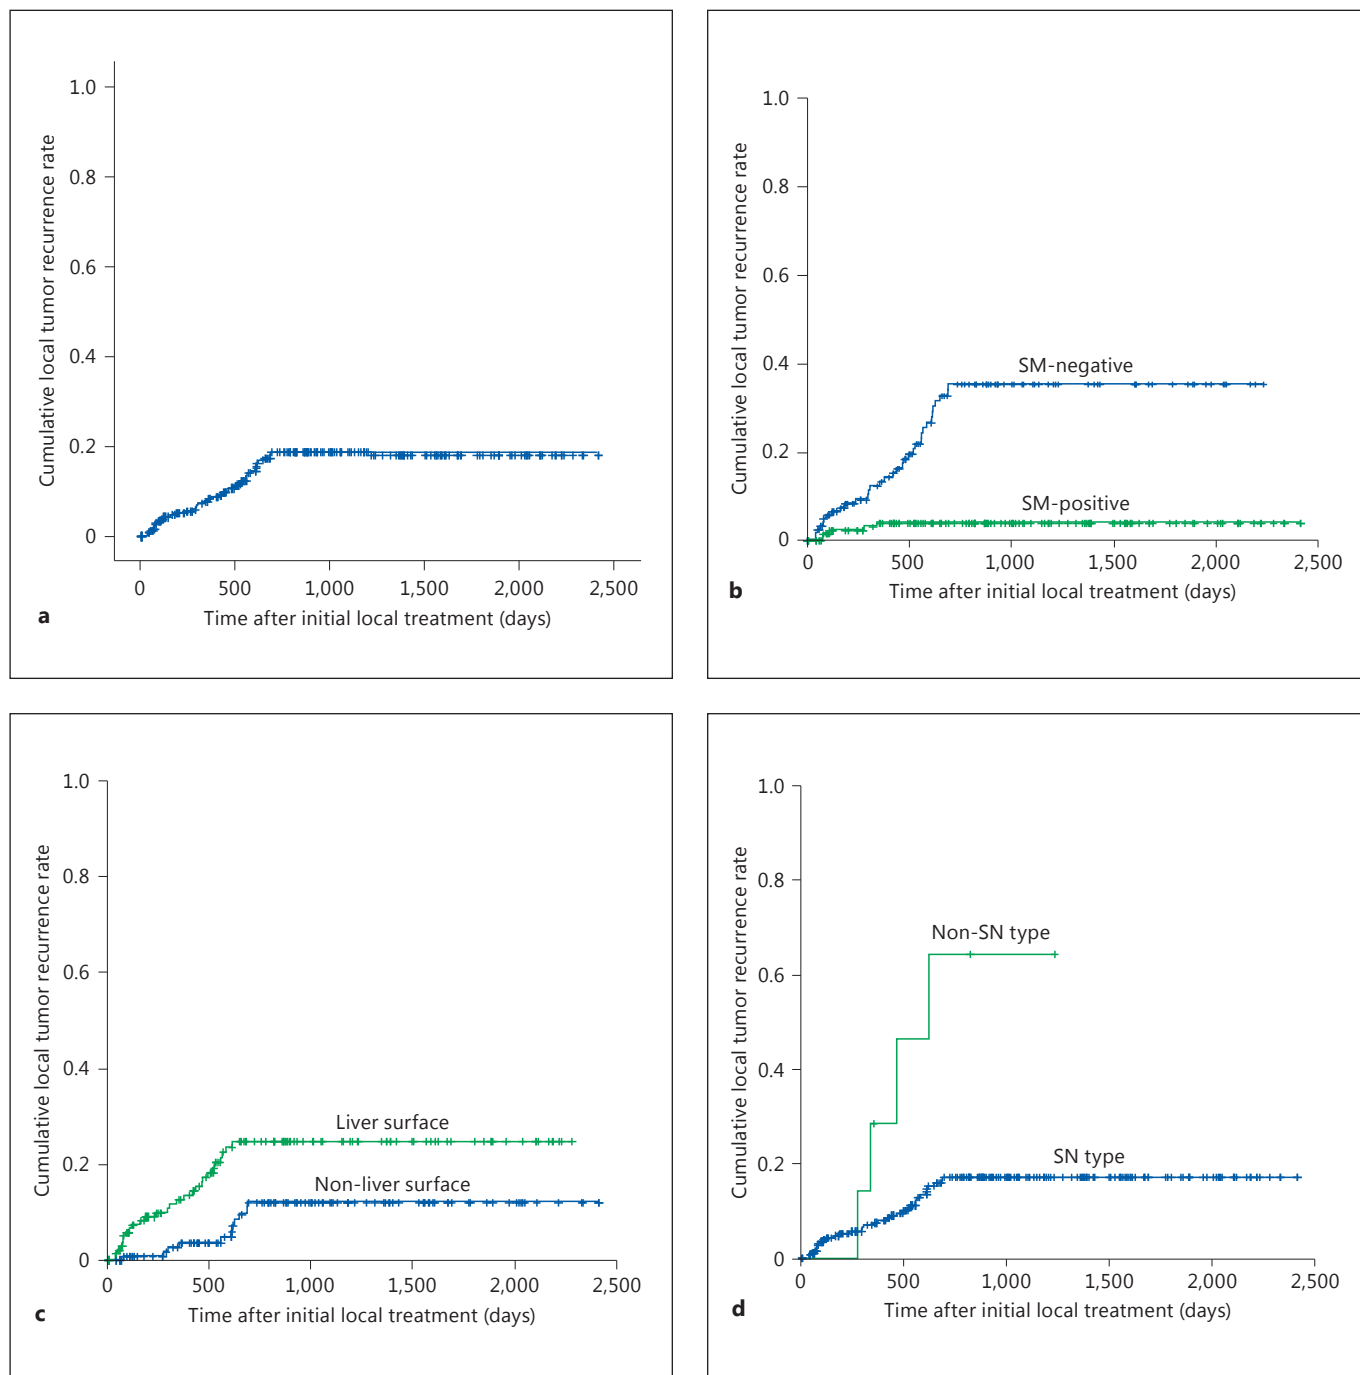 Cumulative local tumor recurrence rate
1.0
0.8
0.6
0.4
0.2
0
0 500 1,000 1,500 2,000 2,500
Time after initial local treatment (days)
a
Cumulative local tumor recurrence rate
1.0
0.8
0.6
0.4
0.2
0
SM-negative
SM-positive
0 500 1,000 1,500 2,000 2,500
Time after initial local treatment (days)
b
Cumulative local tumor recurrence rate
1.0
0.8
0.6
0.4
0.2
0
Liver surface
Non-liver surface
0 500 1,000 1,500 2,000 2,500
Time after initial local treatment (days)
c
Cumulative local tumor recurrence rate
1.0
0.8
0.6
0.4
0.2
0
Non-SN type
SN type
0 500 1,000 1,500 2,000 2,500
Time after initial local treatment (days)
d